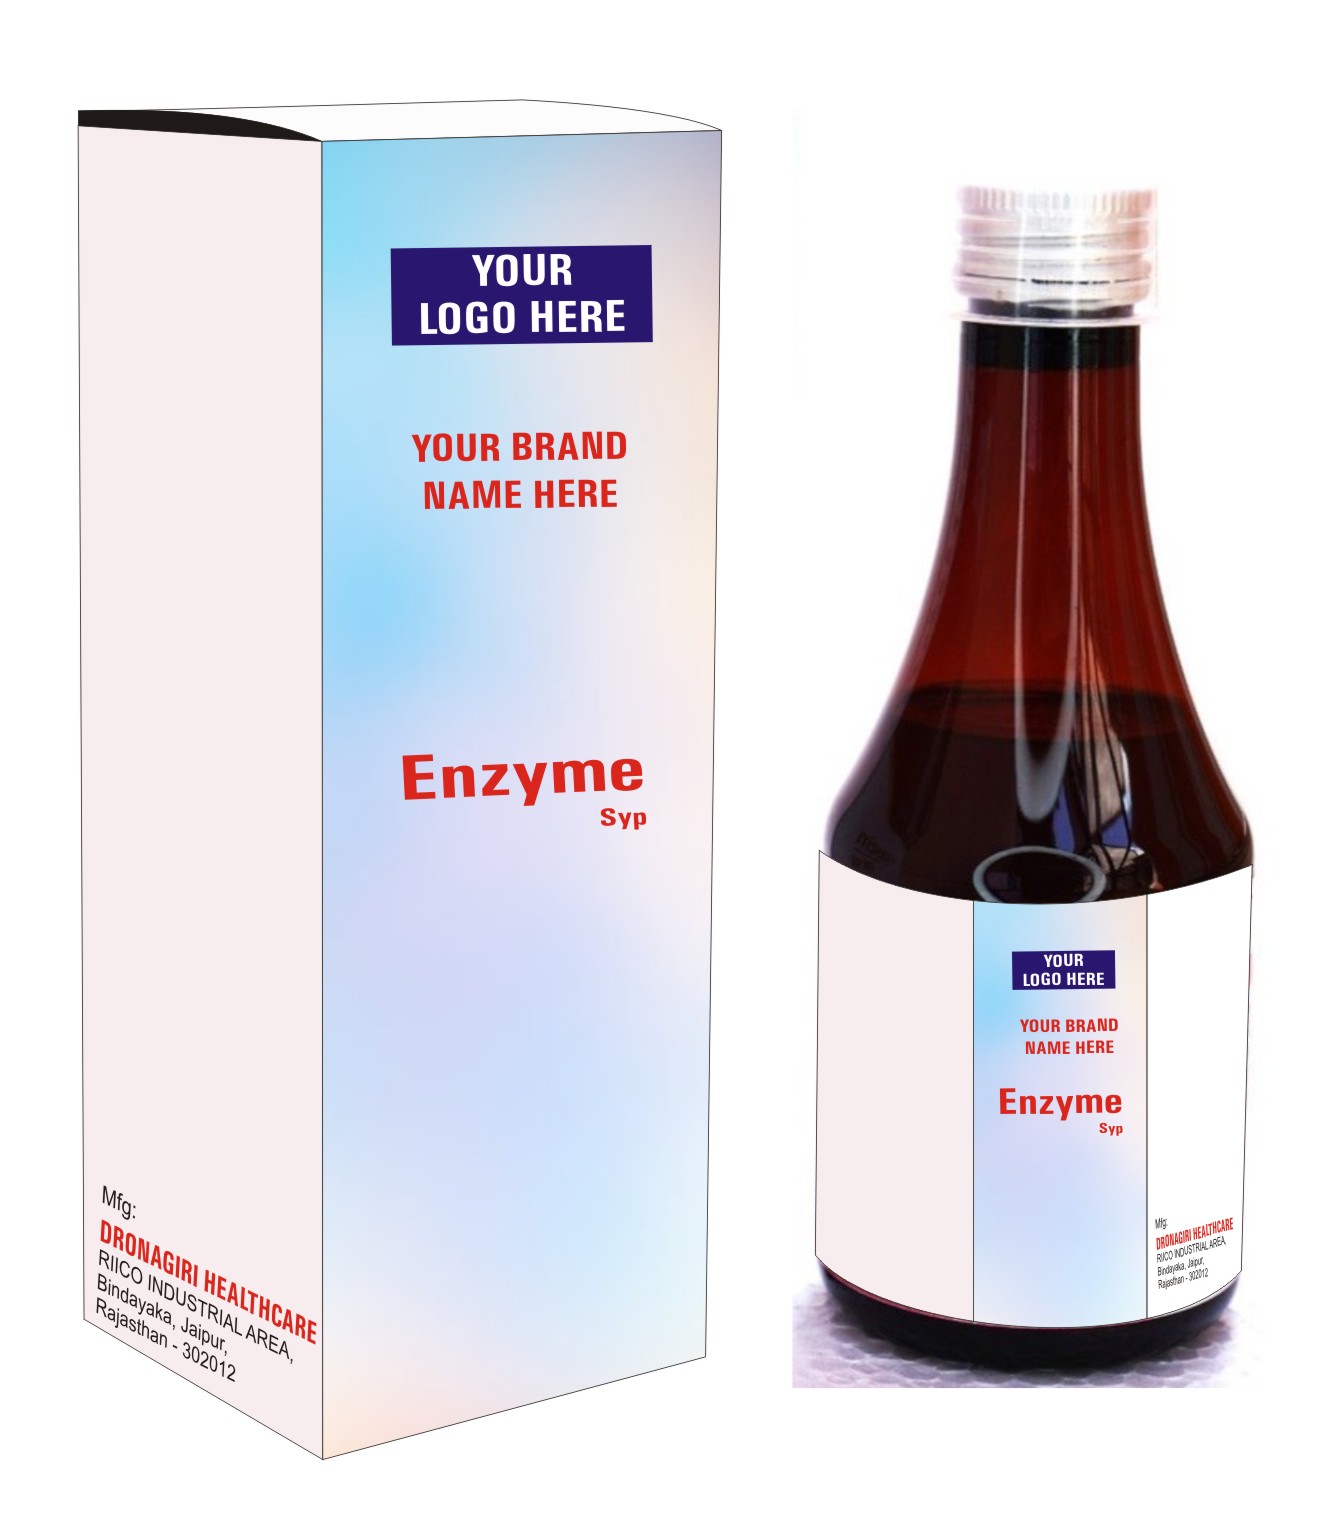 YOUR
LOGO HERE
YOUR BRAND
NAME HERE
Enzyme
Syp
Mfg:
DRONAGIRI HEALTHCARE
RIICO INDUSTRIAL AREA,
Bindayaka, Jaipur,
Rajasthan - 302012
YOUR
LOGO HERE
YOUR BRAND
NAME HERE
Enzyme
Syp
Mfg:
DRONAGIRI HEALTHCARE
RIICO INDUSTRIAL AREA,
Bindayaka, Jaipur,
Rajasthan - 302012